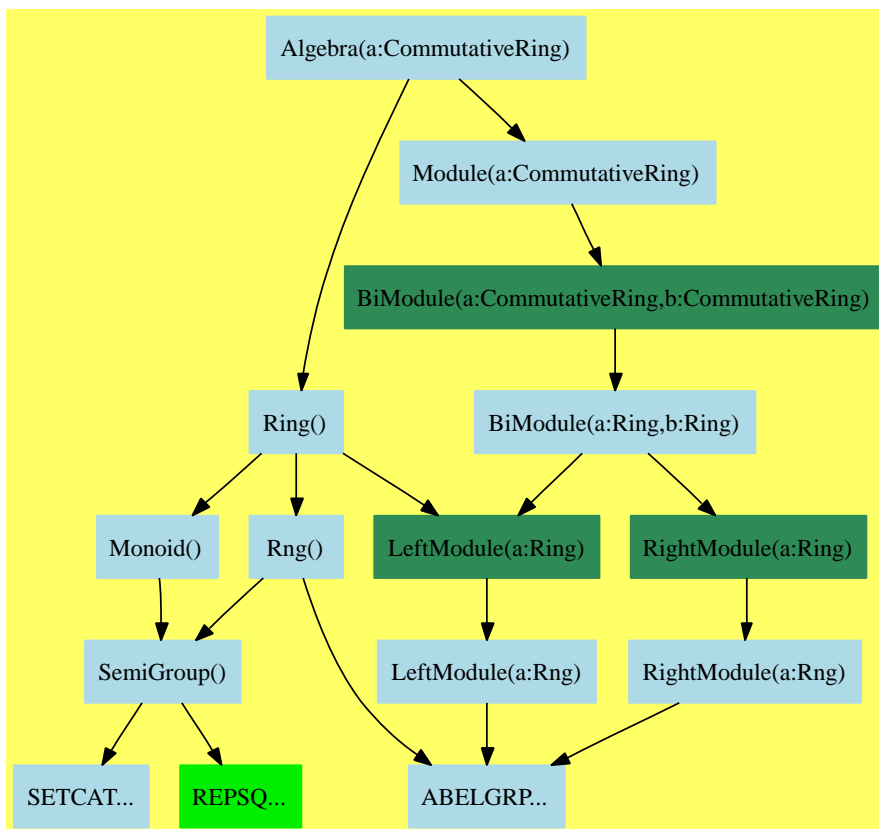 Algebra(a:CommutativeRing)
Module(a:CommutativeRing)
BiModule(a:CommutativeRing,b:CommutativeRing)
Ring()
BiModule(a:Ring,b:Ring)
Monoid()
Rng()
LeftModule(a:Ring)
RightModule(a:Ring)
SemiGroup()
LeftModule(a:Rng)
RightModule(a:Rng)
SETCAT...
REPSQ...
ABELGRP...